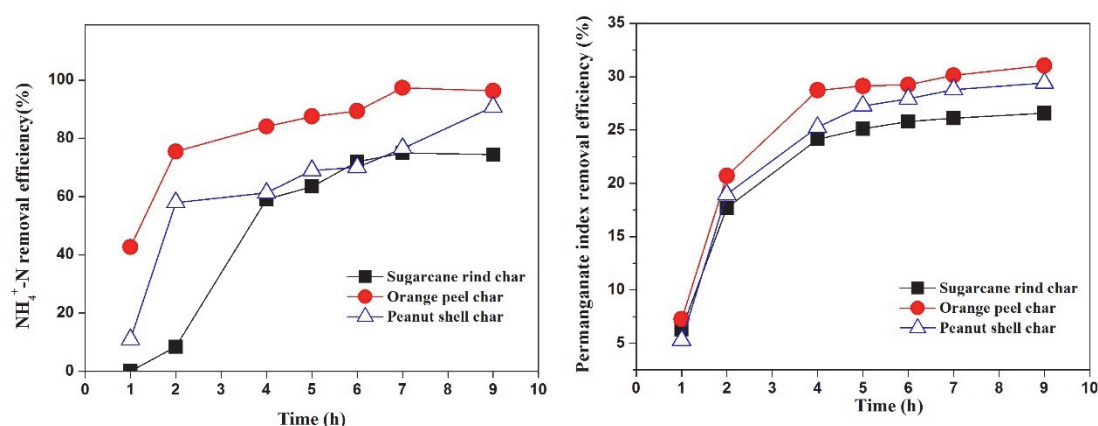 NH₄⁺-N removal efficiency(%)
100
80
60
40
20
0
0 1 2 3 4 5 6 7 8 9 10
Time (h)
Sugarcane rind char
Orange peel char
Peanut shell char
Permanganate index removal efficiency (%)
35
30
25
20
15
10
5
0 1 2 3 4 5 6 7 8 9 10
Time (h)
Sugarcane rind char
Orange peel char
Peanut shell char